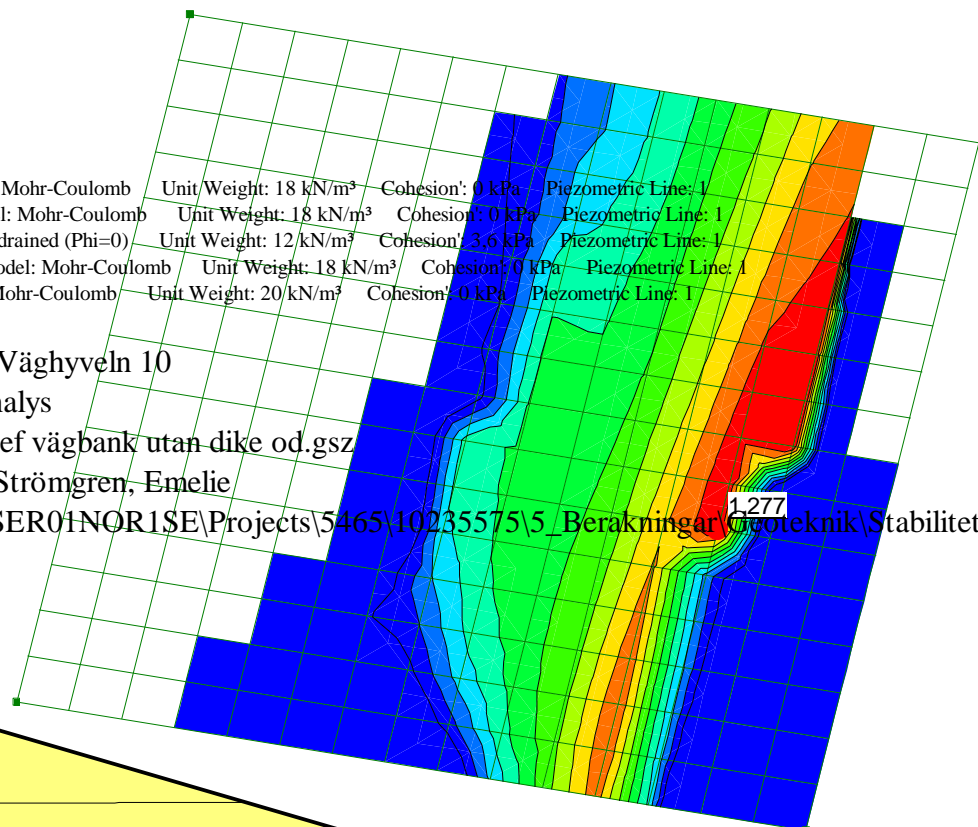 Mohr-Coulomb Unit Weight: 18 kN/m³ Cohesion': 0 kPa Piezometric Line: 1
l: Mohr-Coulomb Unit Weight: 18 kN/m³ Cohesion': 0 kPa Piezometric Line: 1
drained (Phi=0) Unit Weight: 12 kN/m³ Cohesion': 3,6 kPa Piezometric Line: 1
odel: Mohr-Coulomb Unit Weight: 18 kN/m³ Cohesion': 0 kPa Piezometric Line: 1
Mohr-Coulomb Unit Weight: 20 kN/m³ Cohesion': 0 kPa Piezometric Line: 1
Väghyveln 10
nalys
ef vägbank utan dike od.gsz
Strömgren, Emelie
1,277
SER01NOR1SE\Projects\5465\10235575\5_Berakningar\Geoteknik\Stabilitet